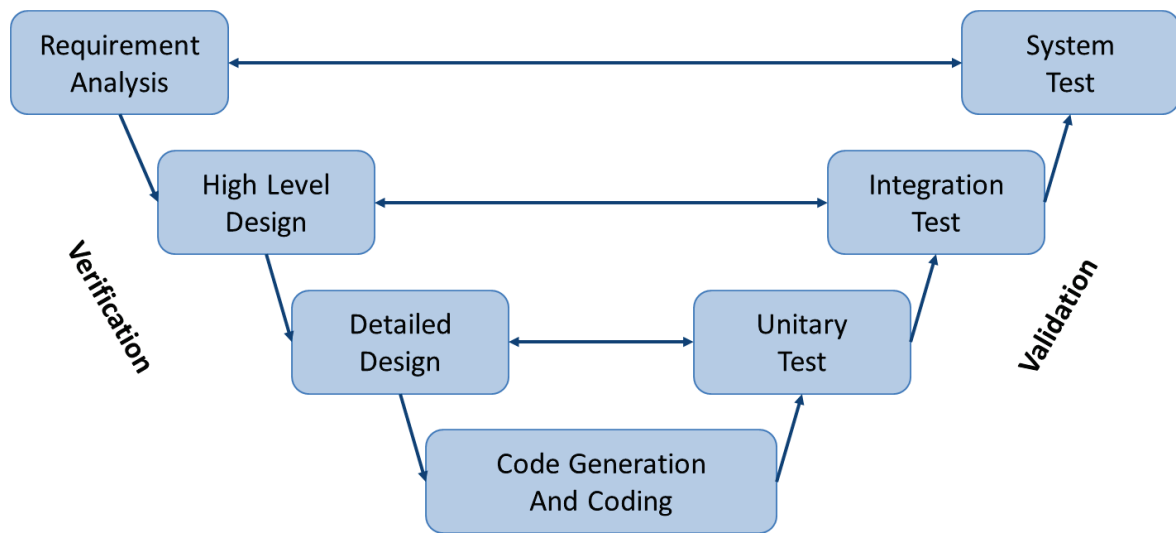 Requirement
Analysis
System
Test
High Level
Design
Integration
Test
Verification
Validation
Detailed
Design
Unitary
Test
Code Generation
And Coding